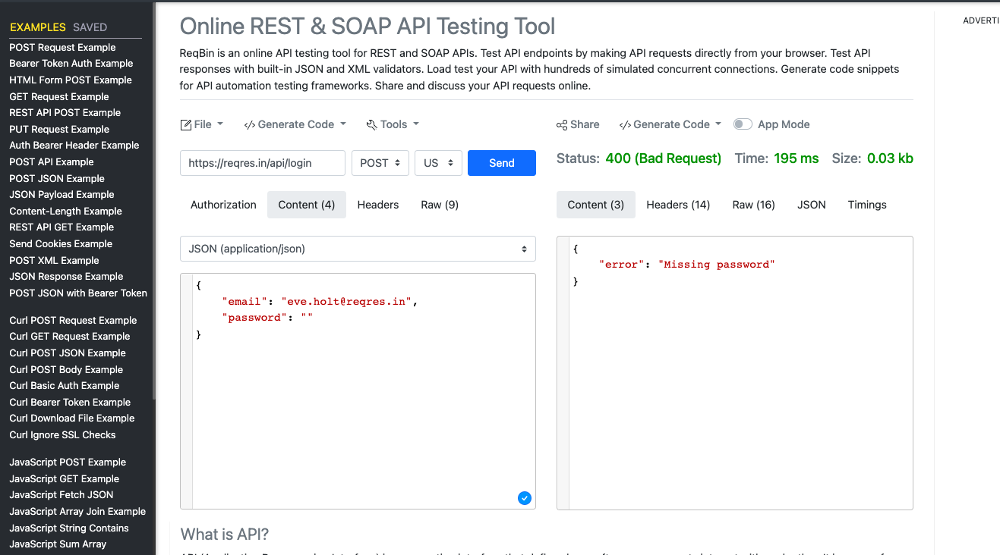 EXAMPLES SAVED
POST Request Example
Bearer Token Auth Example
HTML Form POST Example
GET Request Example
REST API POST Example
PUT Request Example
Auth Bearer Header Example
POST API Example
POST JSON Example
JSON Payload Example
Content-Length Example
REST API GET Example
Send Cookies Example
POST XML Example
JSON Response Example
POST JSON with Bearer Token
Curl POST Request Example
Curl GET Request Example
Curl POST JSON Example
Curl POST Body Example
Curl Basic Auth Example
Curl Bearer Token Example
Curl Download File Example
Curl Ignore SSL Checks
JavaScript POST Example
JavaScript GET Example
JavaScript Fetch JSON
JavaScript Array Join Example
JavaScript String Contains
JavaScript Sum Array
Online REST & SOAP API Testing Tool
ReqBin is an online API testing tool for REST and SOAP APIs. Test API endpoints by making API requests directly from your browser. Test API
responses with built-in JSON and XML validators. Load test your API with hundreds of simulated concurrent connections. Generate code snippets
for API automation testing frameworks. Share and discuss your API requests online.
File </> Generate Code Tools
https://reqres.in/api/login POST US Send
Authorization Content (4) Headers Raw (9)
JSON (application/json)
{
"email": "eve.holt@reqres.in",
"password": ""
}
Share </> Generate Code App Mode
Status: 400 (Bad Request) Time: 195 ms Size: 0.03 kb
Content (3) Headers (14) Raw (16) JSON Timings
{
"error": "Missing password"
}
What is API?
ADVERTI